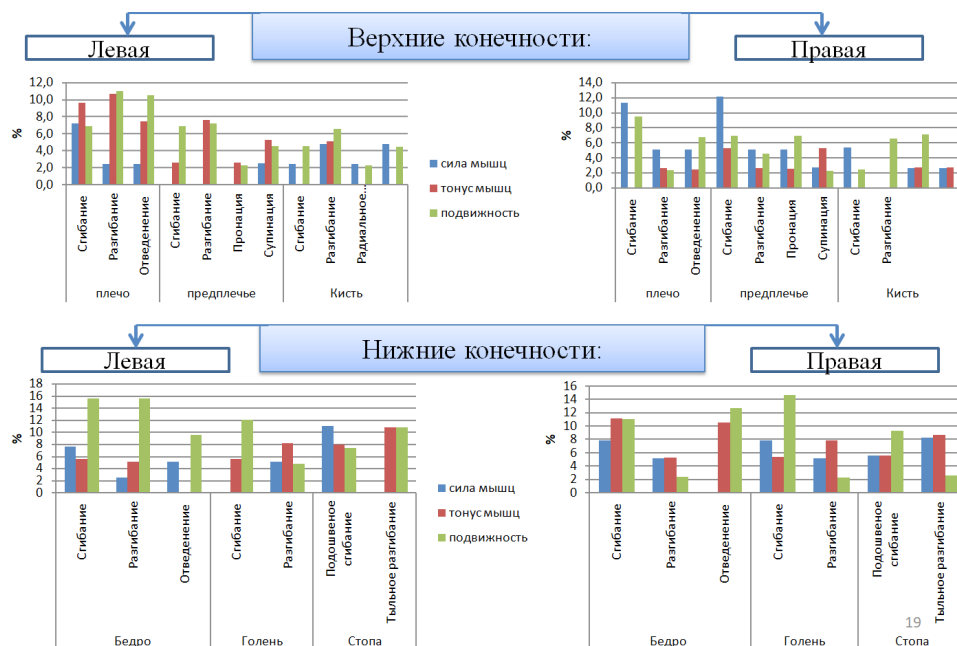 Верхние конечности:
Левая
Правая
12,0
10,0
8,0
6,0
4,0
2,0
0,0
%
Сгибание
Разгибание
Отведенение
Сгибание
Разгибание
Пронация
Супинация
Сгибание
Разгибание
Радиальное…
плечо
предплечье
Кисть
сила мышц
тонус мышц
подвижность
14,0
12,0
10,0
8,0
6,0
4,0
2,0
0,0
%
Сгибание
Разгибание
Отведенение
Сгибание
Разгибание
Пронация
Супинация
Сгибание
Разгибание
плечо
предплечье
Кисть
Нижние конечности:
Левая
Правая
18
16
14
12
10
8
6
4
2
0
%
Сгибание
Разгибание
Отведенение
Сгибание
Разгибание
Подошвеное
сгибание
Тыльное разгибание
Бедро
Голень
Стопа
сила мышц
тонус мышц
подвижность
16
14
12
10
8
6
4
2
0
%
Сгибание
Разгибание
Отведенение
Сгибание
Разгибание
Подошвеное
сгибание
Тыльное разгибание
Бедро
Голень
Стопа
19